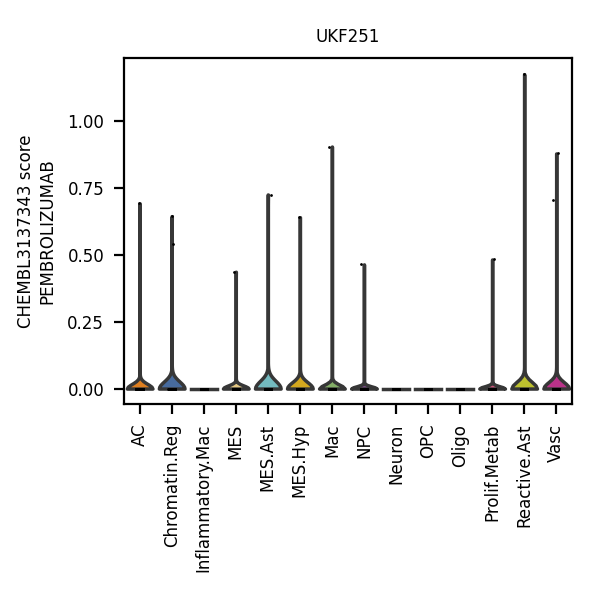 UKF251
CHEMBL3137343 score
PEMBROLIZUMAB
1.00
0.75
0.50
0.25
0.00
AC
Chromatin.Reg
Inflammatory.Mac
MES
MES.Ast
MES.Hyp
Mac
NPC
Neuron
OPC
Oligo
Prolif.Metab
Reactive.Ast
Vasc